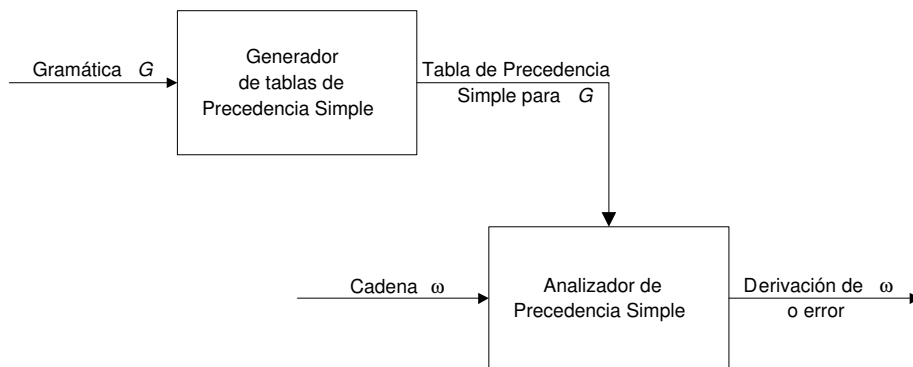 Generador
de tablas de
Precedencia Simple
Gramática G
Tabla de Precedencia
Simple para G
Cadena ω
Analizador de
Precedencia Simple
Derivación de ω
o error